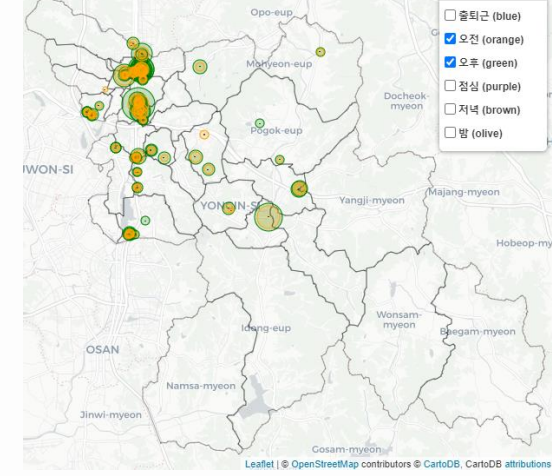 Opo-eup
출퇴근 (blue)
오전 (orange)
오후 (green)
점심 (purple)
저녁 (brown)
밤 (olive)
Mohyeon-eup
Docheok-
myeon
Pogok-eup
UWON-SI
YONGIN-SI
Yangji-myeon
Majang-myeon
Hobeop-my
Idong-eup
Wonsam-
myeon
Baegam-myeon
OSAN
Namsa-myeon
Jinwi-myeon
Gosam-myeon
Leaflet | © OpenStreetMap contributors © CartoDB, CartoDB attributions